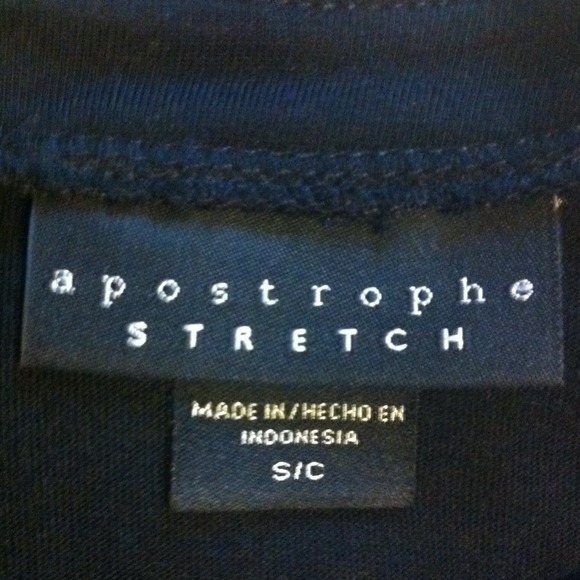 apostrophe
STRETCH
MADE IN/HECHO EN
INDONESIA
S/C